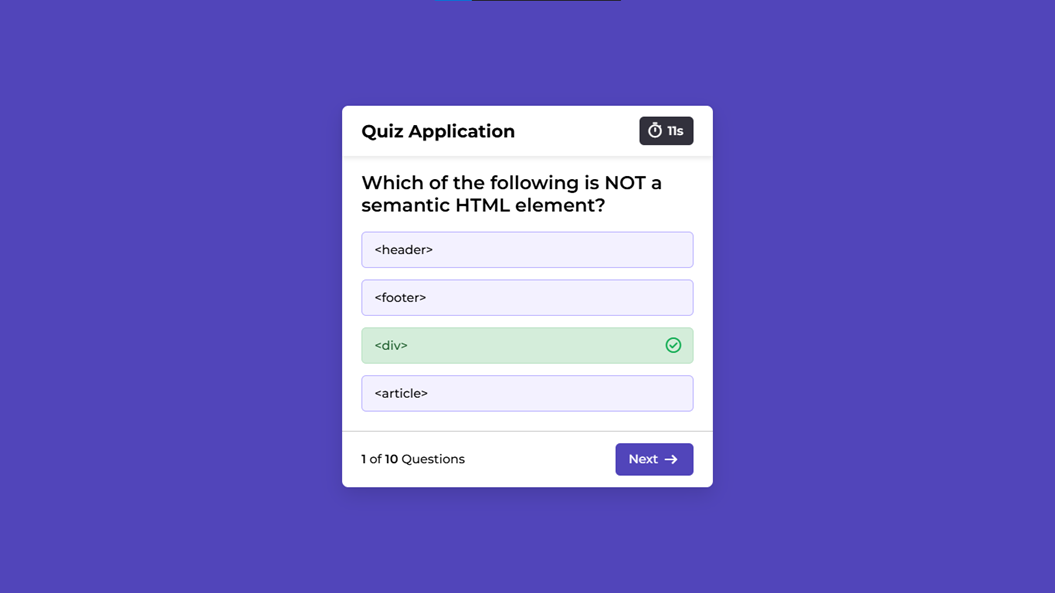 Quiz Application
11s
Which of the following is NOT a
semantic HTML element?
<header>
<footer>
<div>
<article>
1 of 10 Questions
Next